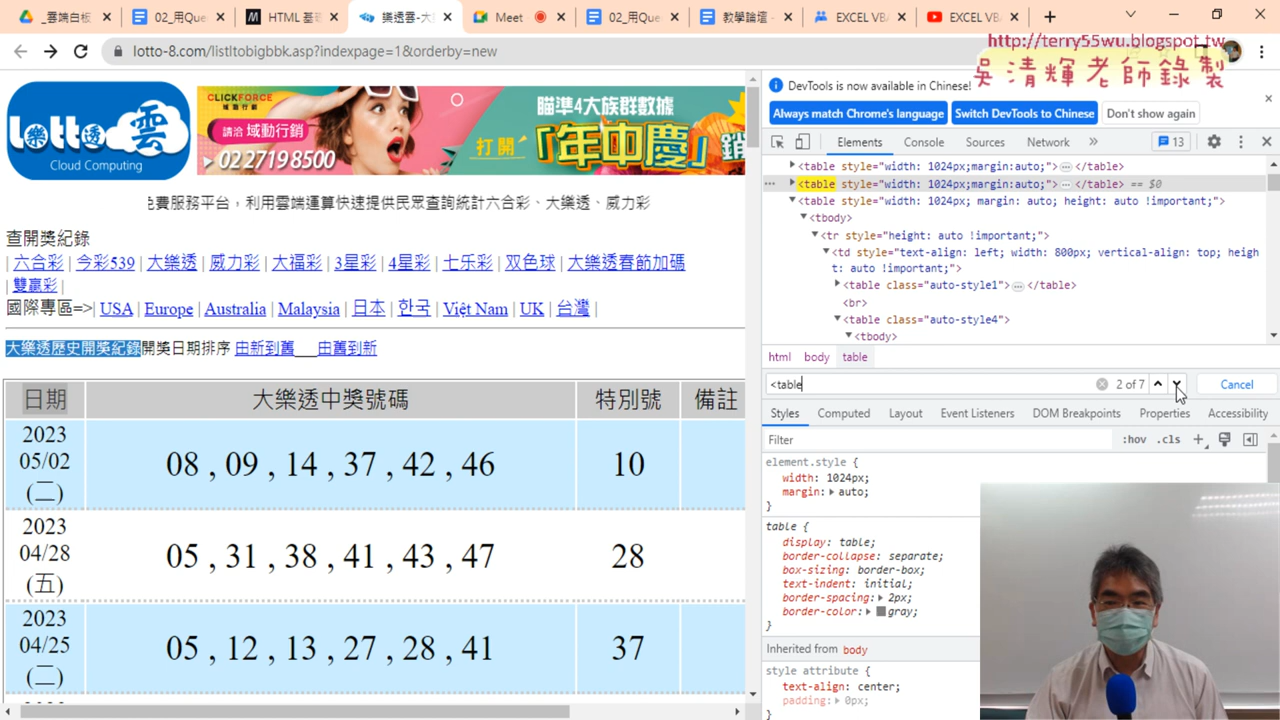 _雲端白板
02_用Que
HTML 基礎
樂透雲-大
Meet
02_用Que
教學論壇 -
EXCEL VB
EXCEL VB
lotto-8.com/listltobigbbk.asp?indexpage=1&orderby=new
http://terry55wu.blogspot.tw
吳清輝老師錄製
Lotto樂透雲
Cloud Computing
CLICKFORCE
域動行銷
請洽 域動行銷
02 2719 8500
瞄準4大族群數據
打開「年中慶」銷
免費服務平台，利用雲端運算快速提供民眾查詢統計六合彩、大樂透、威力彩
查開獎紀錄
| 六合彩 | 今彩539 | 大樂透 | 威力彩 | 大福彩 | 3星彩 | 4星彩 | 七乐彩 | 双色球 | 大樂透春節加碼
| 雙贏彩 |
國際專區=>| USA | Europe | Australia | Malaysia | 日本 | 한국 | Việt Nam | UK | 台灣 |
大樂透歷史開獎紀錄開獎日期排序 由新到舊 由舊到新
日期 大樂透中獎號碼 特別號 備註
2023
05/02
(二)
08 , 09 , 14 , 37 , 42 , 46
10
2023
04/28
(五)
05 , 31 , 38 , 41 , 43 , 47
28
2023
04/25
(二)
05 , 12 , 13 , 27 , 28 , 41
37
DevTools is now available in Chinese!
Always match Chrome's language
Switch DevTools to Chinese
Don't show again
Elements
Console
Sources
Network
13
<table style="width: 1024px;margin:auto;">…</table>
<table style="width: 1024px;margin:auto;">…</table> == $0
<table style="width: 1024px; margin: auto; height: auto !important;">
<tbody>
<tr style="height: auto !important;">
<td style="text-align: left; width: 800px; vertical-align: top; heigh
t: auto !important;">
<table class="auto-style1">…</table>
<br>
<table class="auto-style4">
<tbody>
html
body
table
<table
2 of 7
Cancel
Styles
Computed
Layout
Event Listeners
DOM Breakpoints
Properties
Accessibility
Filter
:hov
.cls
element.style {
width: 1024px;
margin: auto;
}
table {
display: table;
border-collapse: separate;
box-sizing: border-box;
text-indent: initial;
border-spacing: 2px;
border-color: gray;
}
Inherited from body
style attribute {
text-align: center;
padding: 0px;